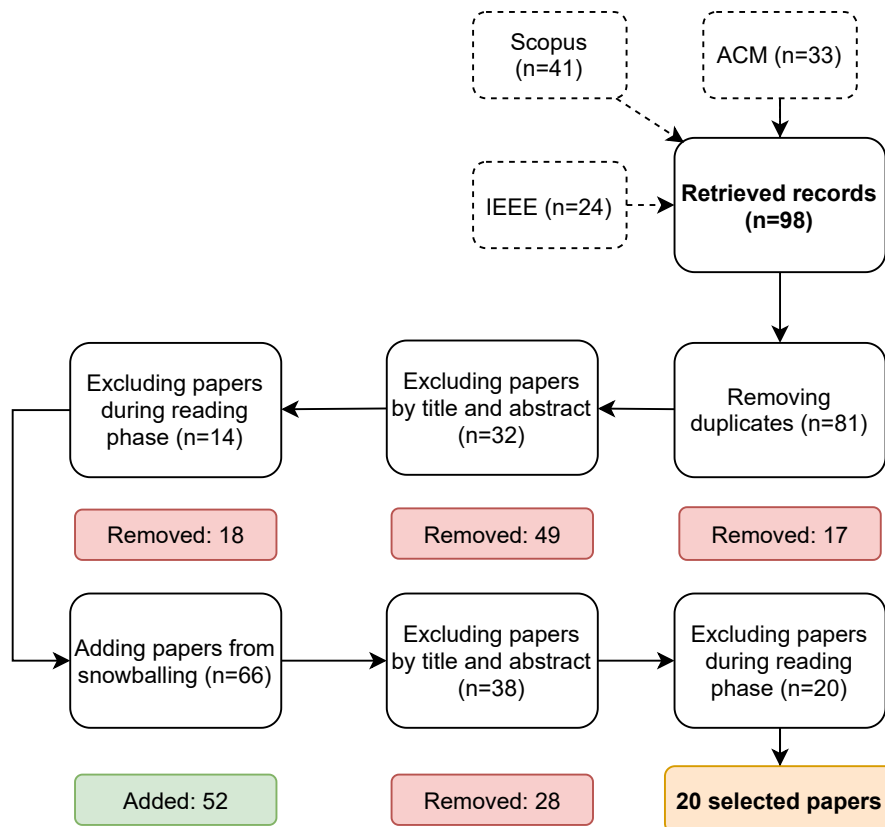 Scopus
(n=41)
ACM (n=33)
IEEE (n=24)
Retrieved records
(n=98)
Removing
duplicates (n=81)
Removed: 17
Excluding papers
by title and abstract
(n=32)
Removed: 49
Excluding papers
during reading
phase (n=14)
Removed: 18
Adding papers from
snowballing (n=66)
Added: 52
Excluding papers
by title and abstract
(n=38)
Removed: 28
Excluding papers
during reading
phase (n=20)
20 selected papers